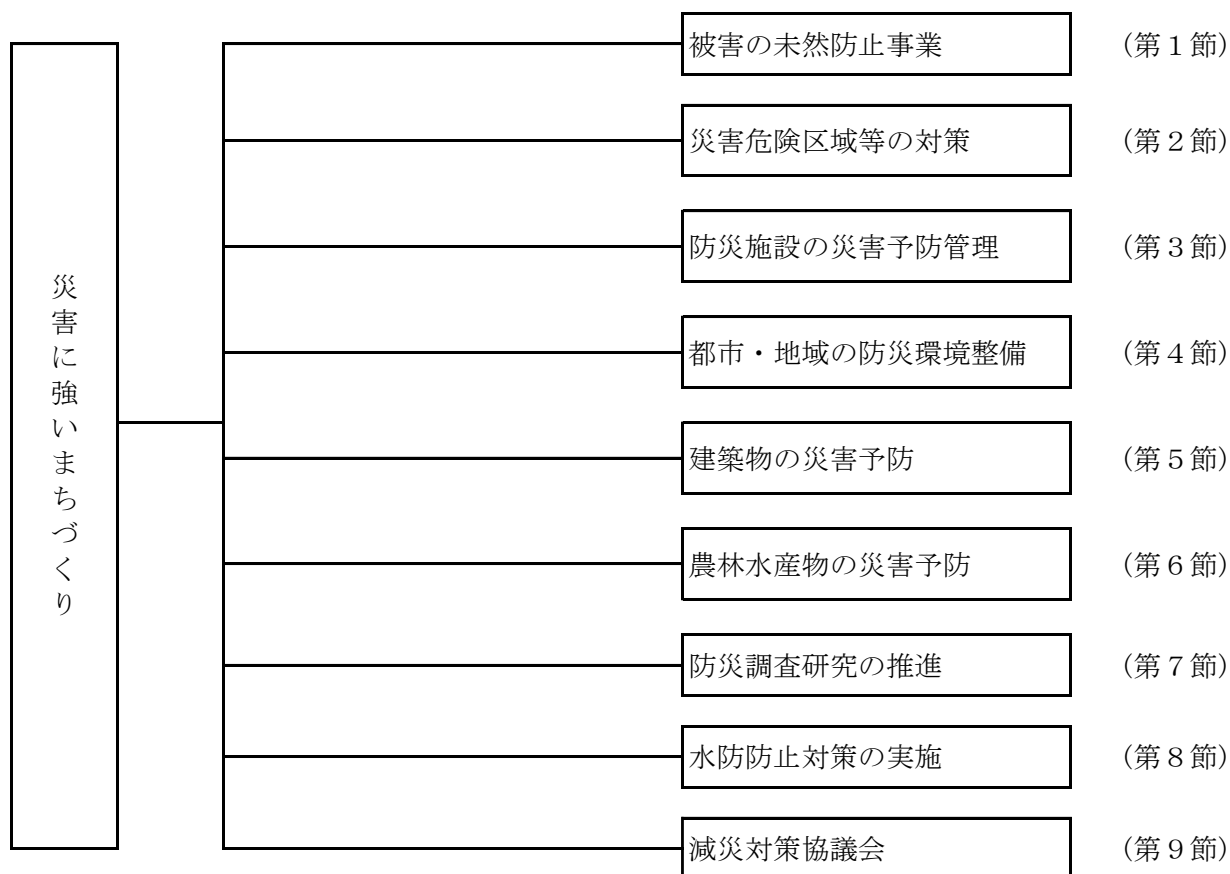 災害に強いまちづくり
被害の未然防止事業 （第１節）
災害危険区域等の対策 （第２節）
防災施設の災害予防管理 （第３節）
都市・地域の防災環境整備 （第４節）
建築物の災害予防 （第５節）
農林水産物の災害予防 （第６節）
防災調査研究の推進 （第７節）
水防防止対策の実施 （第８節）
減災対策協議会 （第９節）